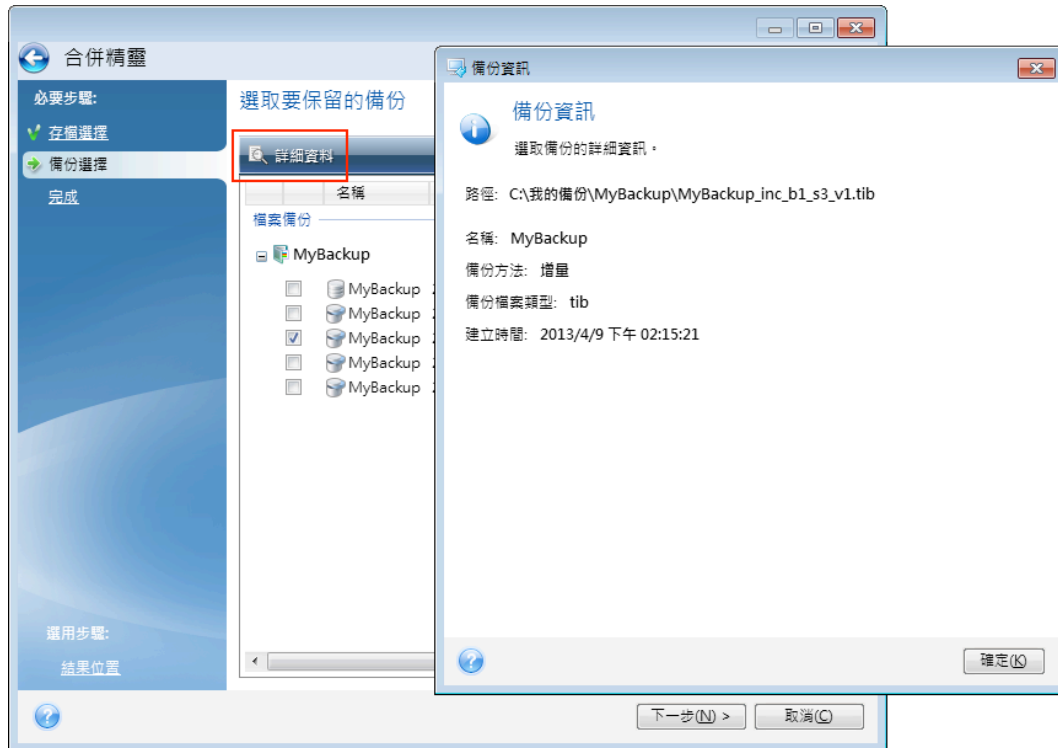 合併精靈
必要步驟:
存檔選擇
備份選擇
完成
選用步驟:
結果位置
選取要保留的備份
詳細資料
名稱
檔案備份
MyBackup
MyBackup
MyBackup
MyBackup
MyBackup
MyBackup
下一步(N) >
取消(C)
備份資訊
備份資訊
選取備份的詳細資訊。
路徑: C:\我的備份\MyBackup\MyBackup_inc_b1_s3_v1.tib
名稱: MyBackup
備份方法: 增量
備份檔案類型: tib
建立時間: 2013/4/9 下午 02:15:21
確定(K)